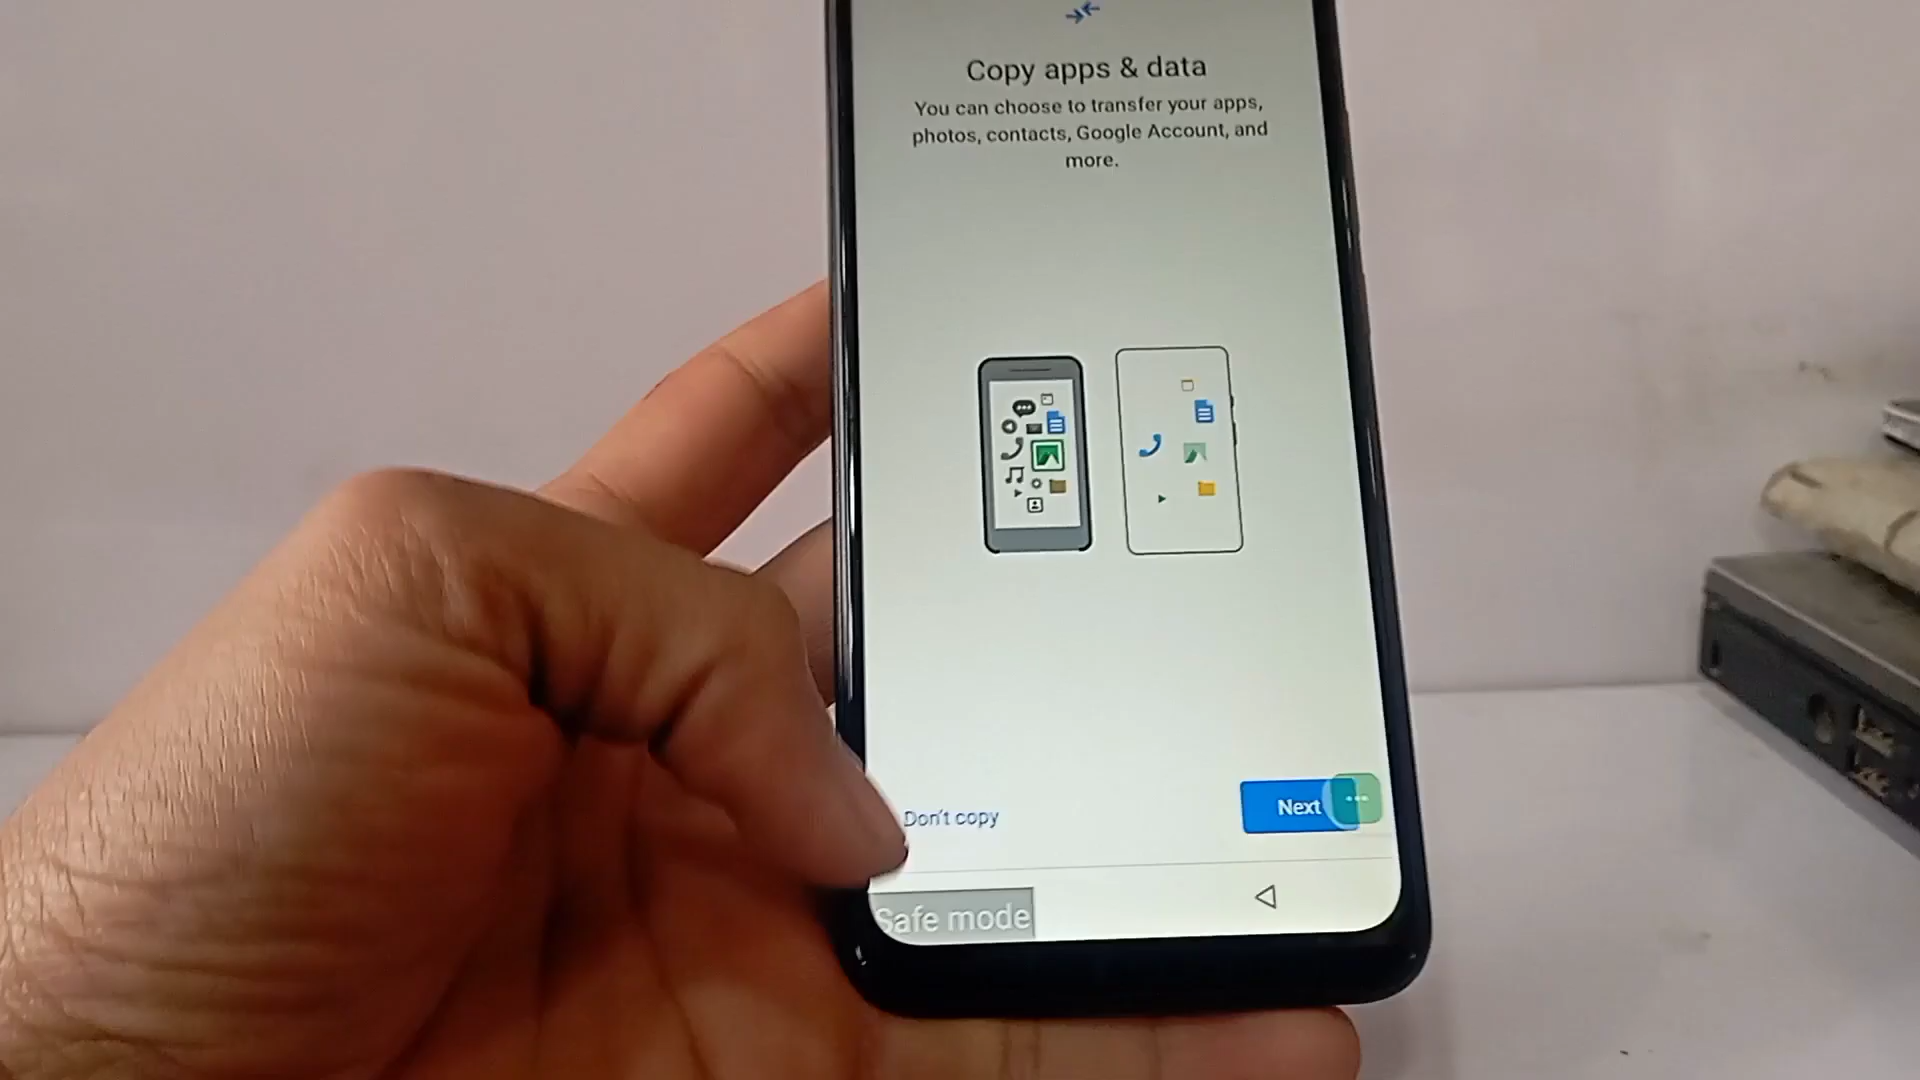 Copy apps & data
You can choose to transfer your apps,
photos, contacts, Google Account, and
more.
Don't copy
Next
Safe mode